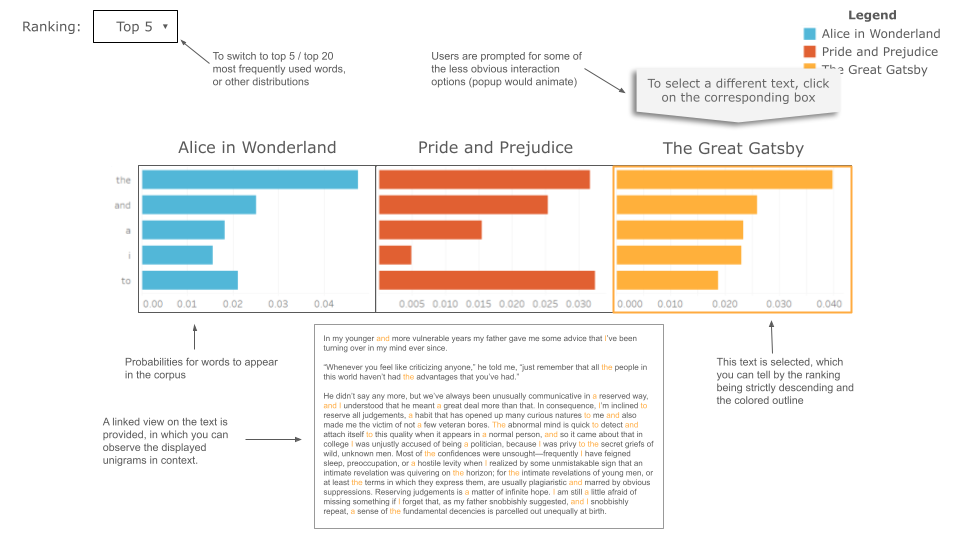 Ranking:
Top 5 ▾
To switch to top 5 / top 20
most frequently used words,
or other distributions
Users are prompted for some of
the less obvious interaction
options (popup would animate)
Legend
Alice in Wonderland
Pride and Prejudice
The Great Gatsby
To select a different text, click
on the corresponding box
Alice in Wonderland
Pride and Prejudice
The Great Gatsby
the
and
a
i
to
0.00 0.01 0.02 0.03 0.04
0.005 0.010 0.015 0.020 0.025 0.030
0.000 0.010 0.020 0.030 0.040
Probabilities for words to appear
in the corpus
A linked view on the text is
provided, in which you can
observe the displayed
unigrams in context.
In my younger and more vulnerable years my father gave me some advice that i've been
turning over in my mind ever since.
“Whenever you feel like criticizing anyone,” he told me, “just remember that all the people in
this world haven’t had the advantages that you’ve had.”
He didn’t say any more, but we’ve always been unusually communicative in a reserved way,
and I understood that he meant a great deal more than that. In consequence, i’m inclined to
reserve all judgements, a habit that has opened up many curious natures to me and also
made me the victim of not a few veteran bores. The abnormal mind is quick to detect and
attach itself to this quality when it appears in a normal person, and so it came about that in
college I was unjustly accused of being a politician, because I was privy to the secret griefs of
wild, unknown men. Most of the confidences were unsought—frequently I have feigned
sleep, preoccupation, or a hostile levity when I realized by some unmistakable sign that an
intimate revelation was quivering on the horizon; for the intimate revelations of young men, or
at least the terms in which they express them, are usually plagiaristic and marred by obvious
suppressions. Reserving judgements is a matter of infinite hope. I am still a little afraid of
missing something if I forget that, as my father snobbishly suggested, and I snobbishly
repeat, a sense of the fundamental decencies is parcelled out unequally at birth.
This text is selected, which
you can tell by the ranking
being strictly descending and
the colored outline